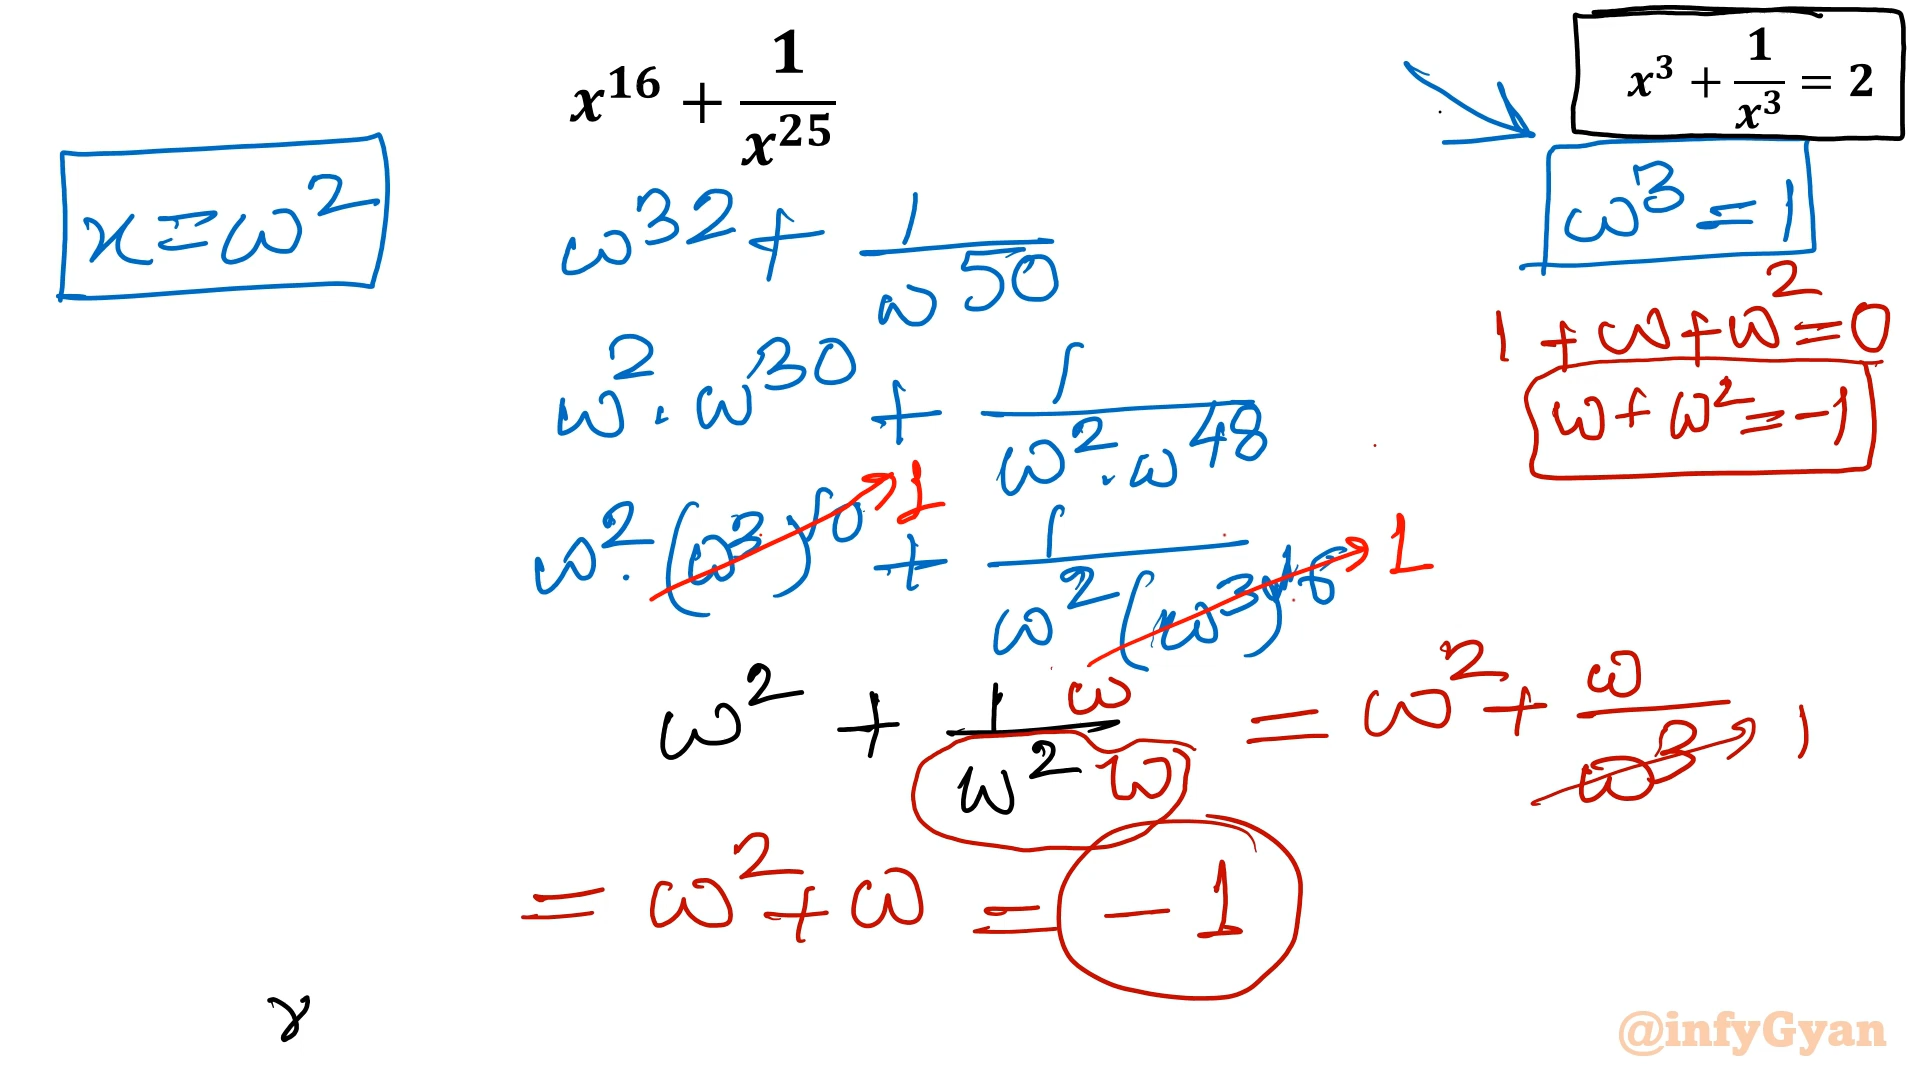 x¹⁶ + 1/x²⁵
x³ + 1/x³ = 2
x = ω²
ω³² + 1/ω⁵⁰
ω³ = 1
1 + ω + ω² = 0
ω + ω² = -1
ω² · ω³⁰ + 1/(ω² · ω⁴⁸)
ω² · (ω³)¹⁰ → 1 + 1/(ω² (ω³)¹⁶) → 1
ω² + 1 ω/(ω² ω) = ω² + ω/ω³ → 1
= ω² + ω = -1
@infyGyan